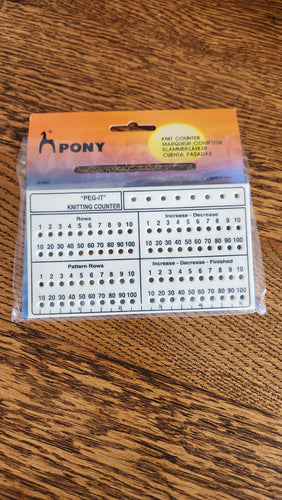 PONY
KNIT COUNTER
MARQUEUR-COMPTEUR
KLAMMERZÄHLER
CUENTA PASADAS
"PEG-IT"
KNITTING COUNTER
Rows
1 2 3 4 5 6 7 8 9 10
10 20 30 40 50 60 70 80 90 100
Increase - Decrease
1 2 3 4 5 6 7 8 9 10
10 20 30 40 50 60 70 80 90 100
Pattern Rows
1 2 3 4 5 6 7 8 9 10
10 20 30 40 50 60 70 80 90 100
Increase - Decrease - Finished
1 2 3 4 5 6 7 8 9 10
10 20 30 40 50 60 70 80 90 100